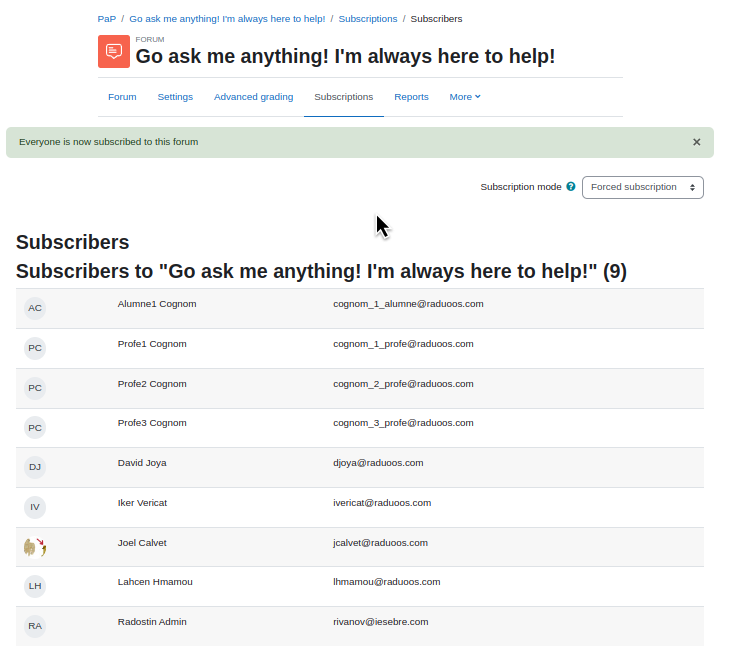 PaP / Go ask me anything! I'm always here to help! / Subscriptions / Subscribers
FORUM
Go ask me anything! I'm always here to help!
Forum Settings Advanced grading Subscriptions Reports More
Everyone is now subscribed to this forum ×
Subscription mode ? Forced subscription
Subscribers
Subscribers to "Go ask me anything! I'm always here to help!" (9)
AC Alumne1 Cognom cognom_1_alumne@raduoos.com
PC Profe1 Cognom cognom_1_profe@raduoos.com
PC Profe2 Cognom cognom_2_profe@raduoos.com
PC Profe3 Cognom cognom_3_profe@raduoos.com
DJ David Joya djoya@raduoos.com
IV Iker Vericat ivericat@raduoos.com
Joel Calvet jcalvet@raduoos.com
LH Lahcen Hmamou lhmamou@raduoos.com
RA Radostin Admin rivanov@iesebre.com